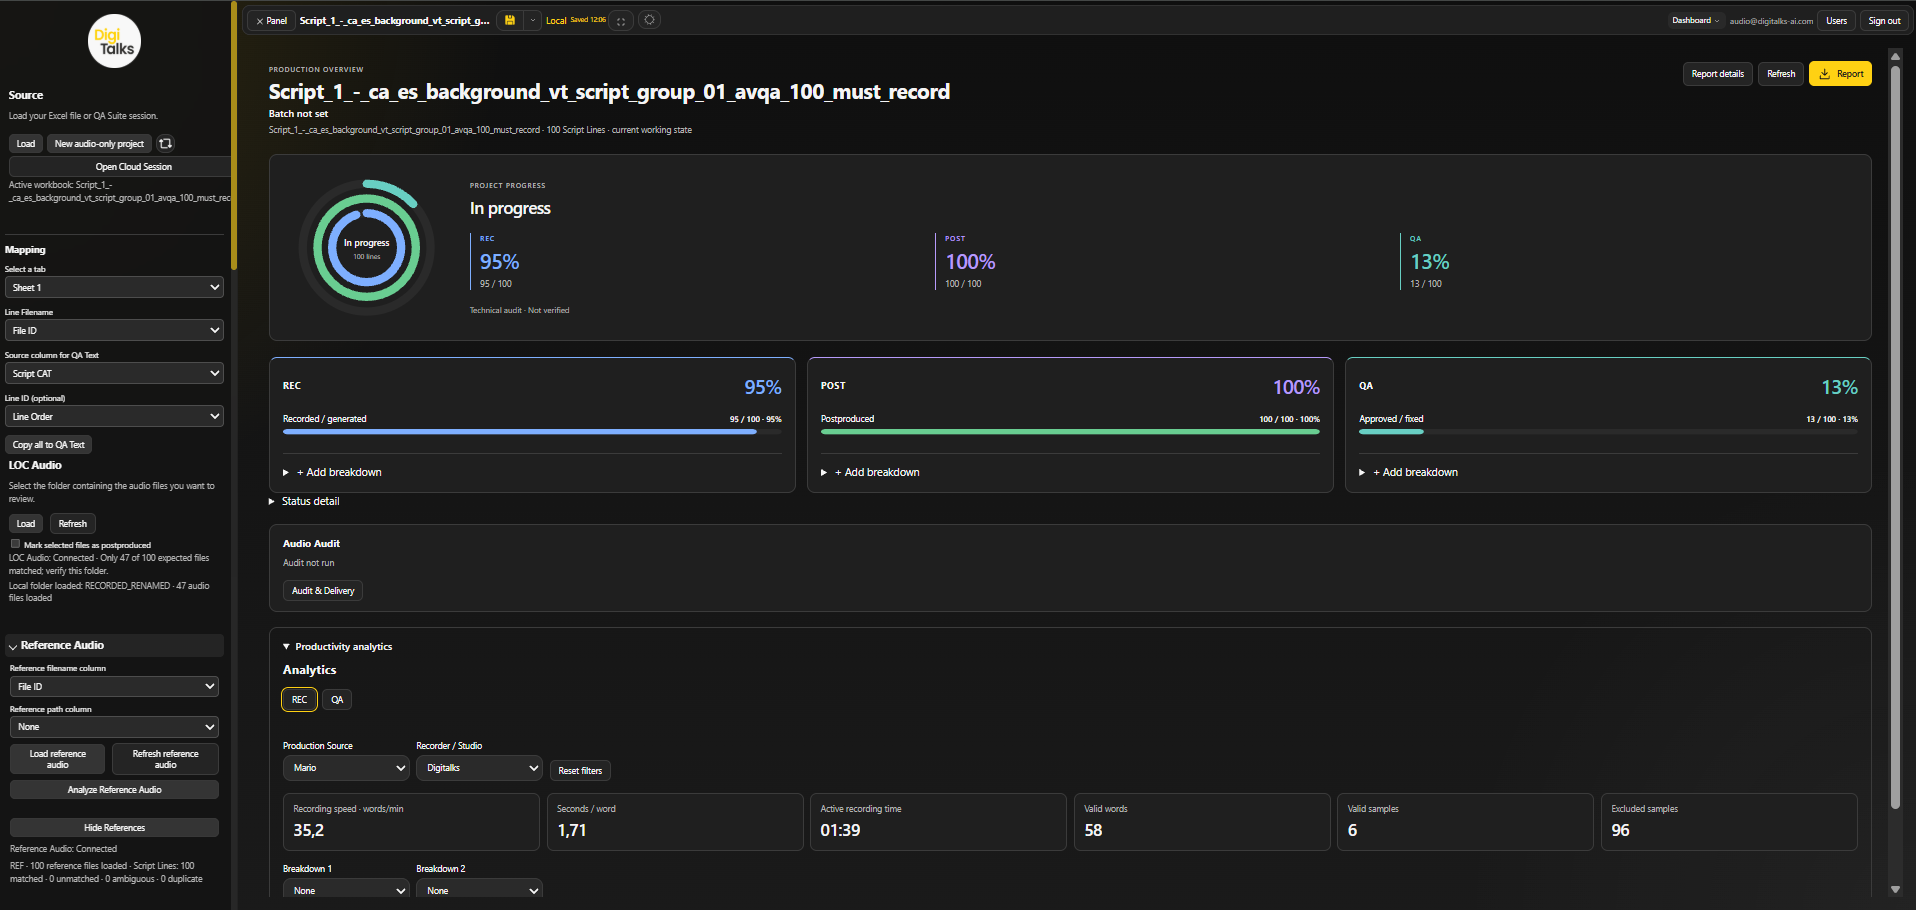 Digi
Talks
Source
Load your Excel file or QA Suite session.
Load
New audio-only project
Open Cloud Session
Active workbook: Script_1_-
_ca_es_background_vt_script_group_01_avqa_100_must_rec
Mapping
Select a tab
Sheet 1
Line Filename
File ID
Source column for QA Text
Script CAT
Line ID (optional)
Line Order
Copy all to QA Text
LOC Audio
Select the folder containing the audio files you want to
review.
Load
Refresh
Mark selected files as postproduced
LOC Audio: Connected · Only 47 of 100 expected files
matched; verify this folder.
Local folder loaded: RECORDED_RENAMED · 47 audio
files loaded
Reference Audio
Reference filename column
File ID
Reference path column
None
Load reference
audio
Refresh reference
audio
Analyze Reference Audio
Hide References
Reference Audio: Connected
REF · 100 reference files loaded · Script Lines: 100
matched · 0 unmatched · 0 ambiguous · 0 duplicate
× Panel
Script_1_-_ca_es_background_vt_script_g...
Local
Saved 12:06
Dashboard
audio@digitalks-ai.com
Users
Sign out
PRODUCTION OVERVIEW
Script_1_-_ca_es_background_vt_script_group_01_avqa_100_must_record
Batch not set
Script_1_-_ca_es_background_vt_script_group_01_avqa_100_must_record · 100 Script Lines · current working state
Report details
Refresh
Report
In progress
100 lines
PROJECT PROGRESS
In progress
REC
95%
95 / 100
POST
100%
100 / 100
QA
13%
13 / 100
Technical audit · Not verified
REC
95%
Recorded / generated
95 / 100 · 95%
+ Add breakdown
POST
100%
Postproduced
100 / 100 · 100%
+ Add breakdown
QA
13%
Approved / fixed
13 / 100 · 13%
+ Add breakdown
Status detail
Audio Audit
Audit not run
Audit & Delivery
Productivity analytics
Analytics
REC
QA
Production Source
Mario
Recorder / Studio
Digitalks
Reset filters
Recording speed · words/min
35,2
Seconds / word
1,71
Active recording time
01:39
Valid words
58
Valid samples
6
Excluded samples
96
Breakdown 1
None
Breakdown 2
None